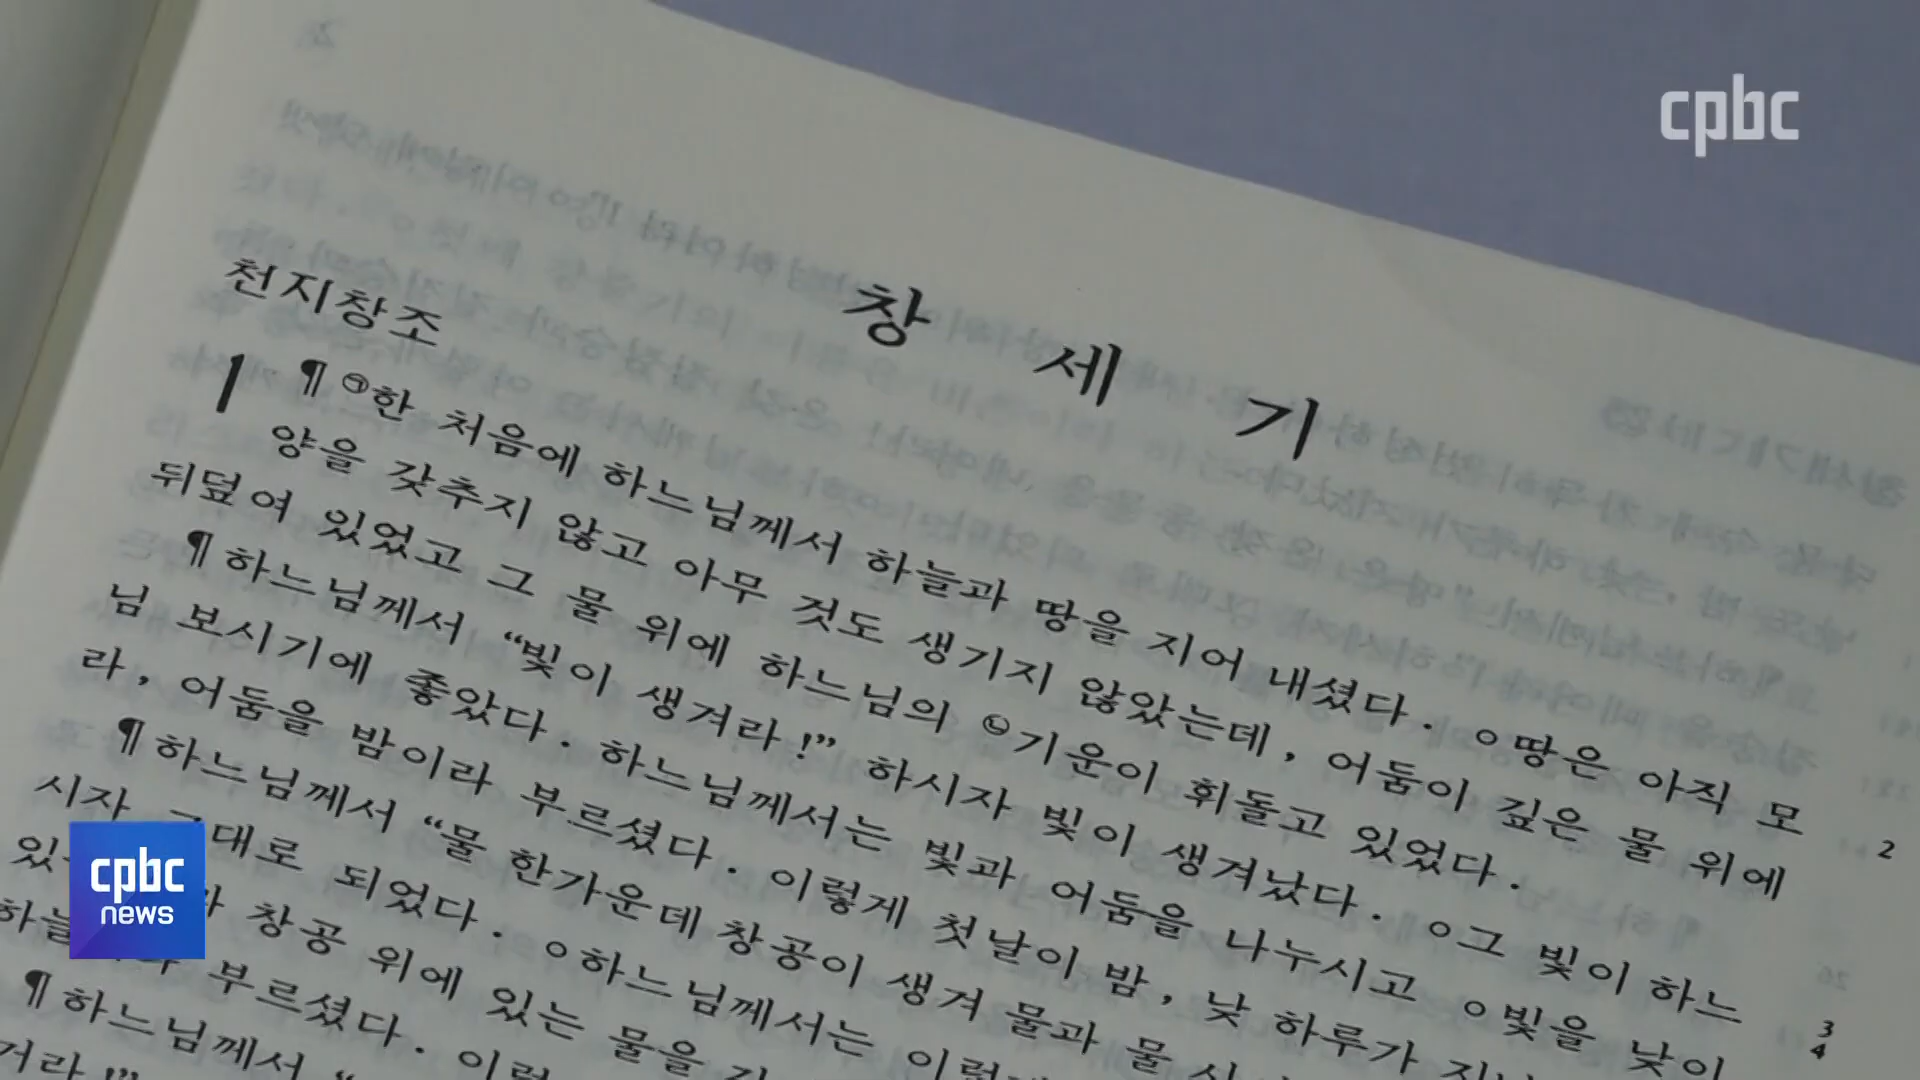 cpbc
창세기
천지창조
1 ¶ ㉠한 처음에 하느님께서 하늘과 땅을 지어 내셨다. ㅇ땅은 아직 모 2
양을 갖추지 않고 아무 것도 생기지 않았는데, 어둠이 깊은 물 위에
뒤덮여 있었고 그 물 위에 하느님의 ㉡기운이 휘돌고 있었다.
¶하느님께서 “빛이 생겨라!” 하시자 빛이 생겨났다. ㅇ그 빛이 하느 3 4
님 보시기에 좋았다. 하느님께서는 빛과 어둠을 나누시고 ㅇ빛을 낮이
라, 어둠을 밤이라 부르셨다. 이렇게 첫날이 밤, 낮 하루가
¶하느님께서 “물 한가운데 창공이 생겨 물과 물
시자 그대로 되었다. ㅇ하느님께서는
창공 위에 있는 물을
부르셨다.
¶하느님께서
거라!”
cpbc
news